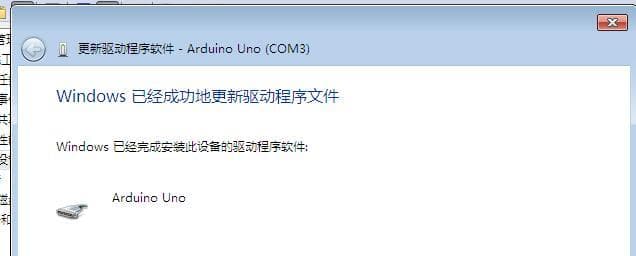 更新驱动程序软件 - Arduino Uno (COM3)
Windows 已经成功地更新驱动程序文件
Windows 已经完成安装此设备的驱动程序软件:
Arduino Uno